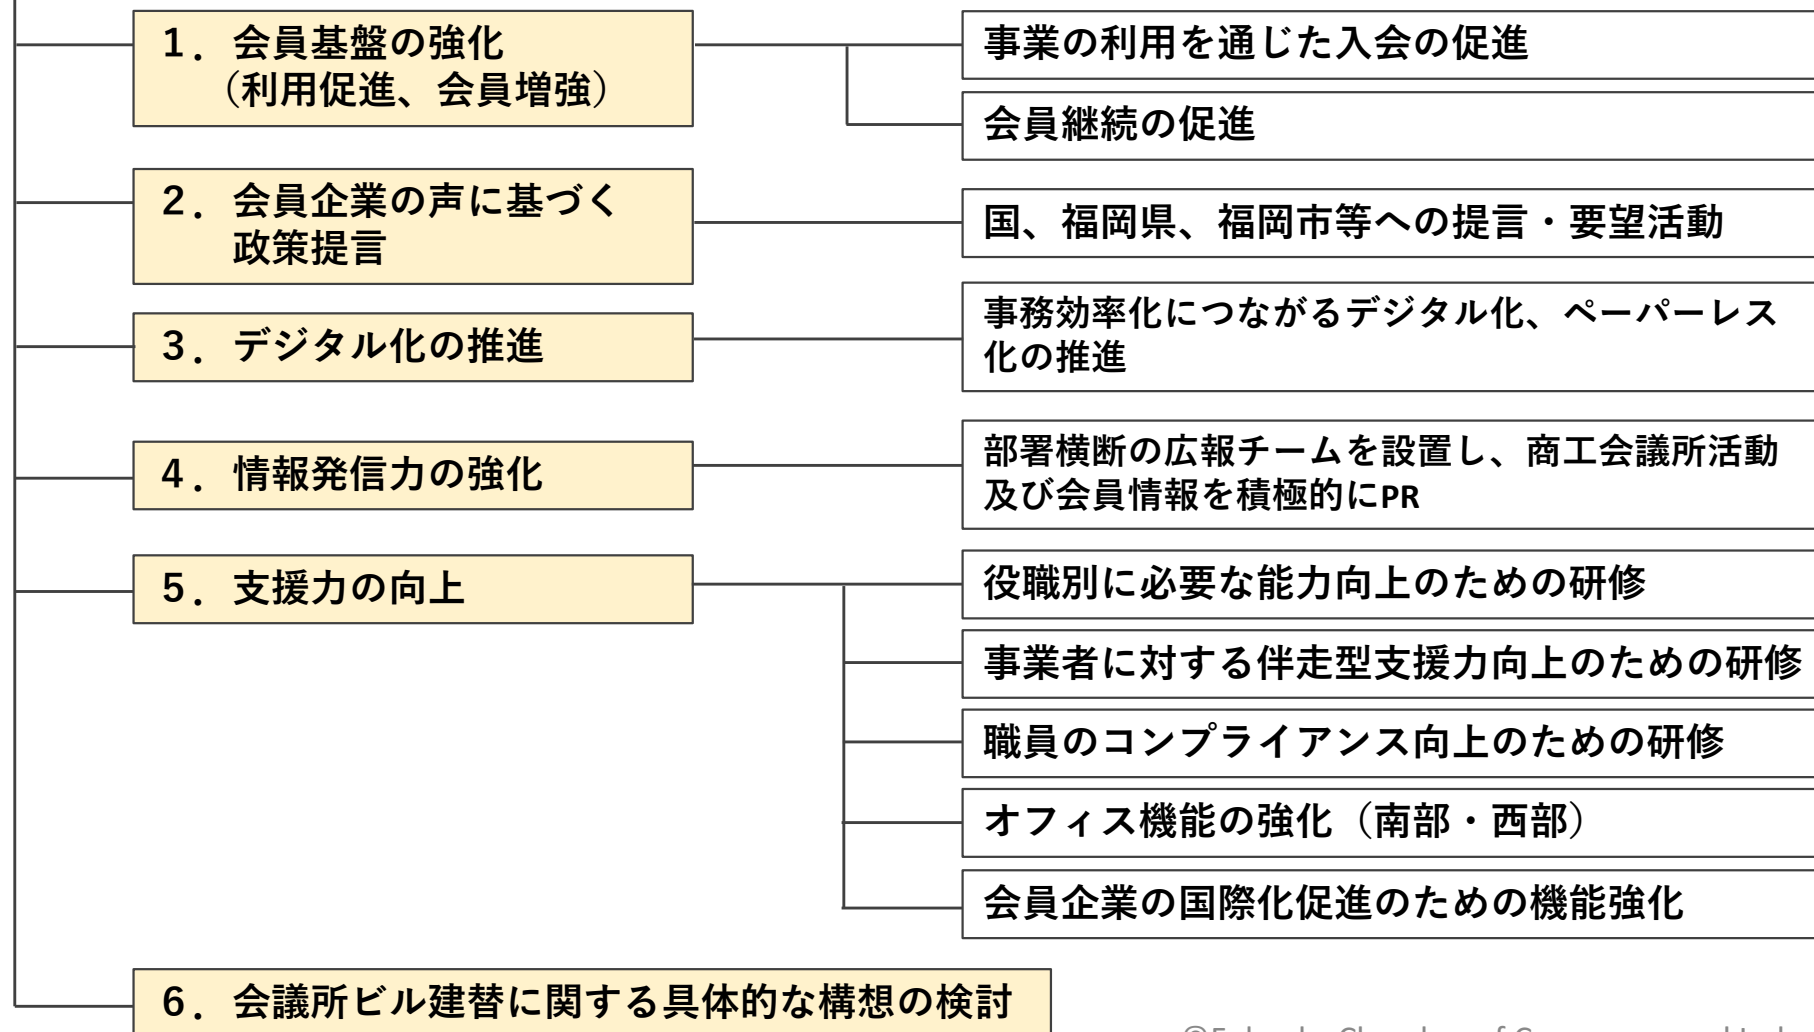 1．会員基盤の強化
（利用促進、会員増強）
事業の利用を通じた入会の促進
会員継続の促進
2．会員企業の声に基づく
政策提言
国、福岡県、福岡市等への提言・要望活動
3．デジタル化の推進
事務効率化につながるデジタル化、ペーパーレス
化の推進
4．情報発信力の強化
部署横断の広報チームを設置し、商工会議所活動
及び会員情報を積極的にPR
5．支援力の向上
役職別に必要な能力向上のための研修
事業者に対する伴走型支援力向上のための研修
職員のコンプライアンス向上のための研修
オフィス機能の強化（南部・西部）
会員企業の国際化促進のための機能強化
6．会議所ビル建替に関する具体的な構想の検討